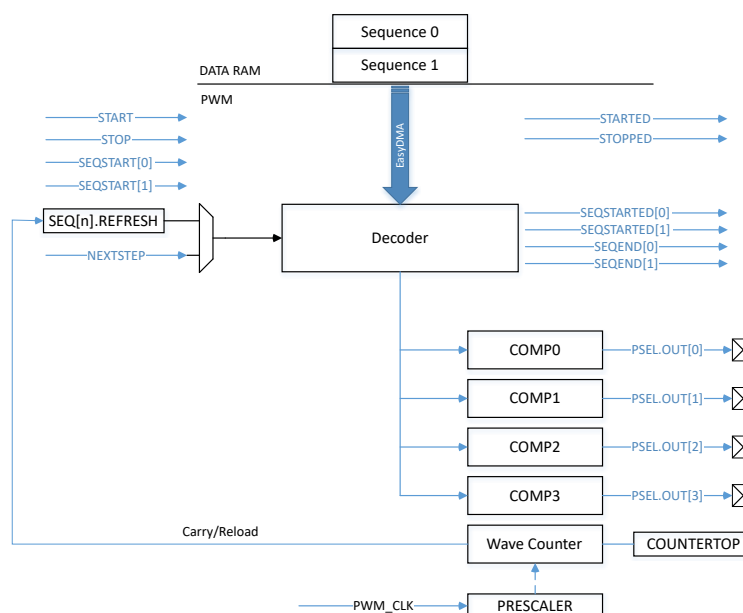 Sequence 0
Sequence 1
DATA RAM
PWM
START
STOP
SEQSTART[0]
SEQSTART[1]
EasyDMA
STARTED
STOPPED
SEQ[n].REFRESH
NEXTSTEP
Decoder
SEQSTARTED[0]
SEQSTARTED[1]
SEQEND[0]
SEQEND[1]
COMP0
PSEL.OUT[0]
COMP1
PSEL.OUT[1]
COMP2
PSEL.OUT[2]
COMP3
PSEL.OUT[3]
Carry/Reload
Wave Counter
COUNTERTOP
PWM_CLK
PRESCALER